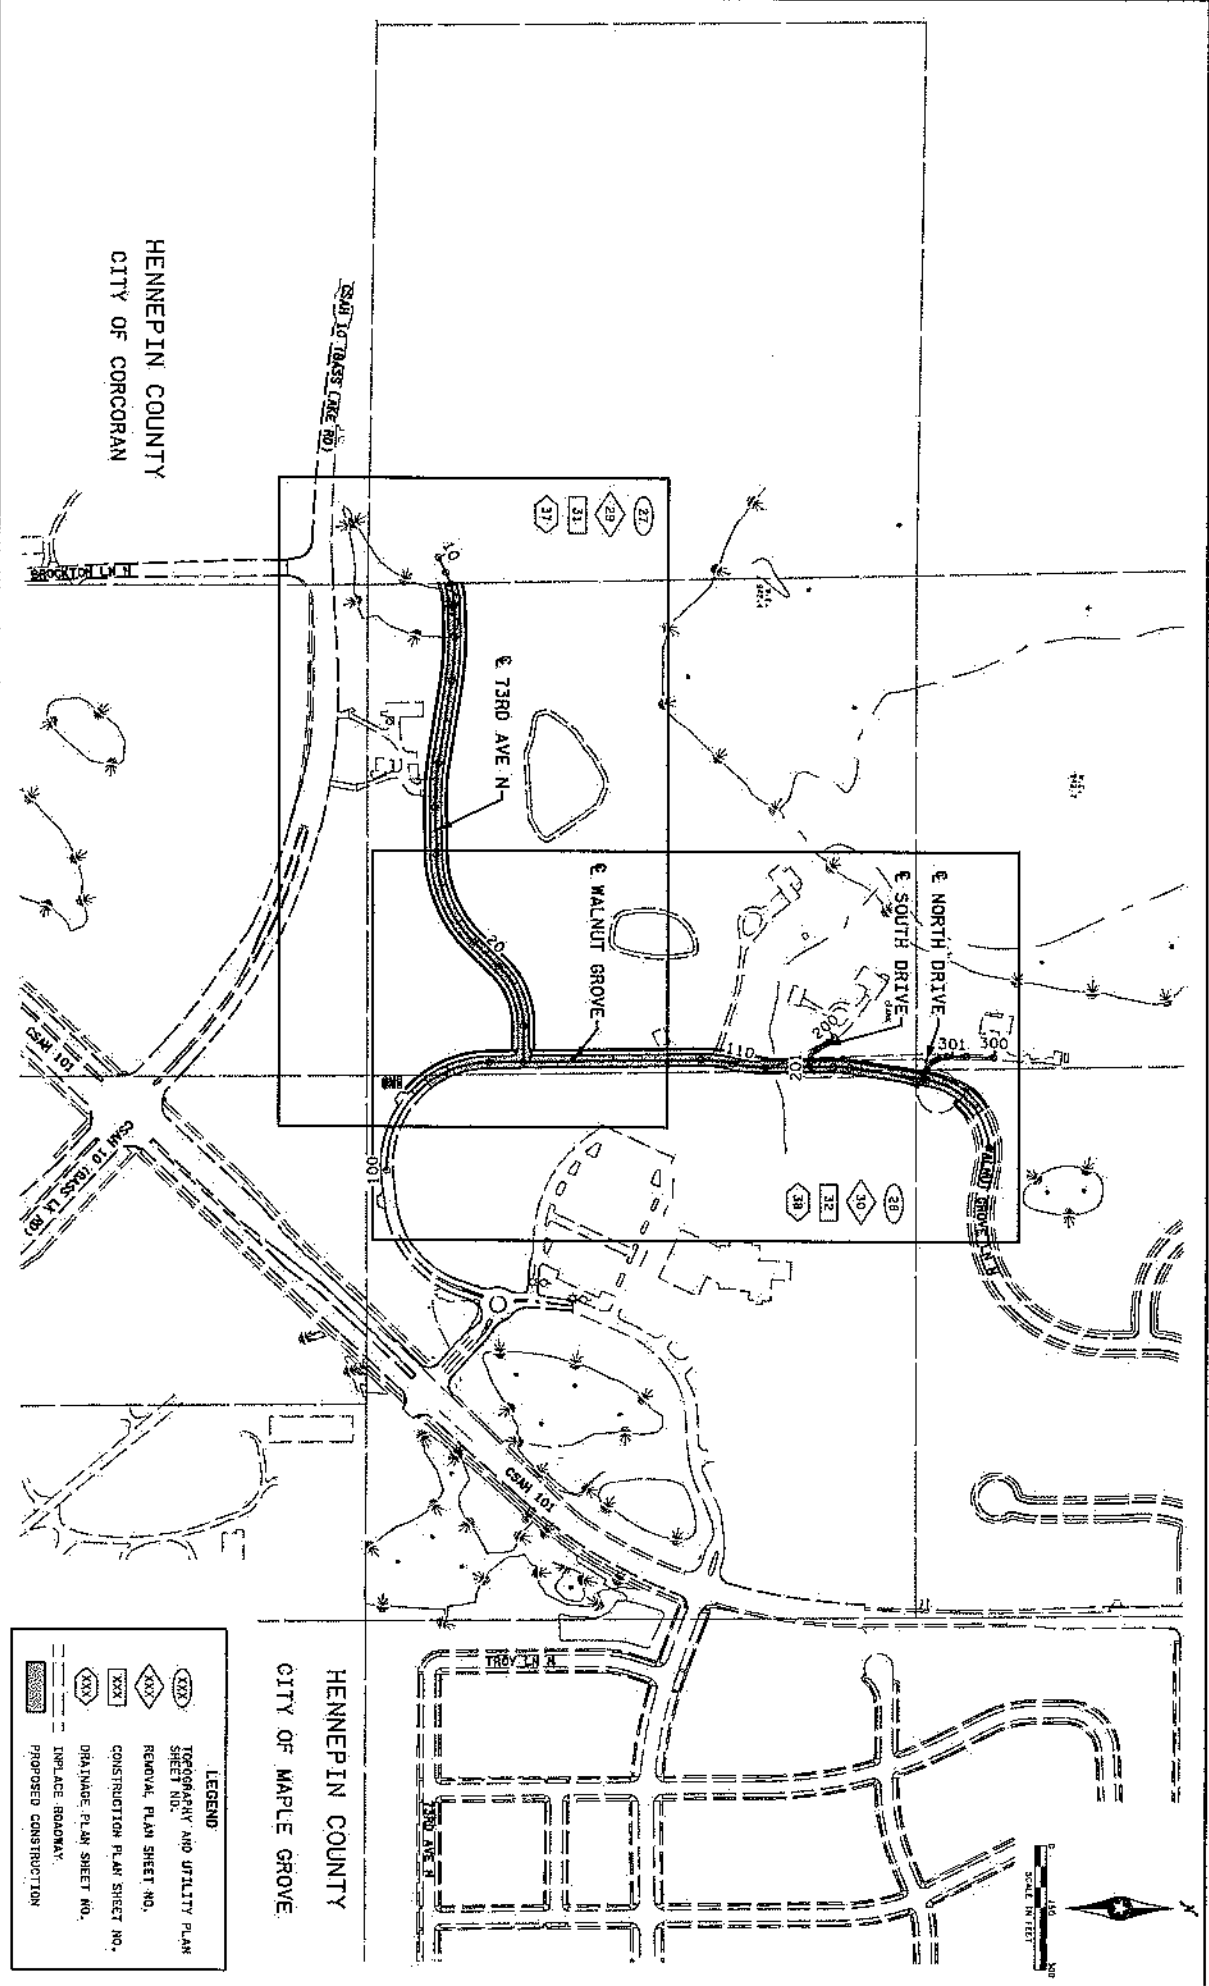 HENNEPIN COUNTY
CITY OF CORCORAN
CSAH 10 (BASS LAKE RD)
BROCKTON LN N
27
29
31
37
10
℄ 73RD AVE N
20
℄ WALNUT GROVE
℄ NORTH DRIVE
℄ SOUTH DRIVE
200
201
301
300
110
100
28
30
32
38
WALNUT GROVE LN N
CSAH 101
CSAH 10 (BASS LK RD)
CSAH 101
TROY LN N
73RD AVE N
HENNEPIN COUNTY
CITY OF MAPLE GROVE
SCALE IN FEET
LEGEND
XXX TOPOGRAPHY AND UTILITY PLAN
SHEET NO.
XXX REMOVAL PLAN SHEET NO.
XXX CONSTRUCTION PLAN SHEET NO.
XXX DRAINAGE PLAN SHEET NO.
INPLACE ROADWAY
PROPOSED CONSTRUCTION